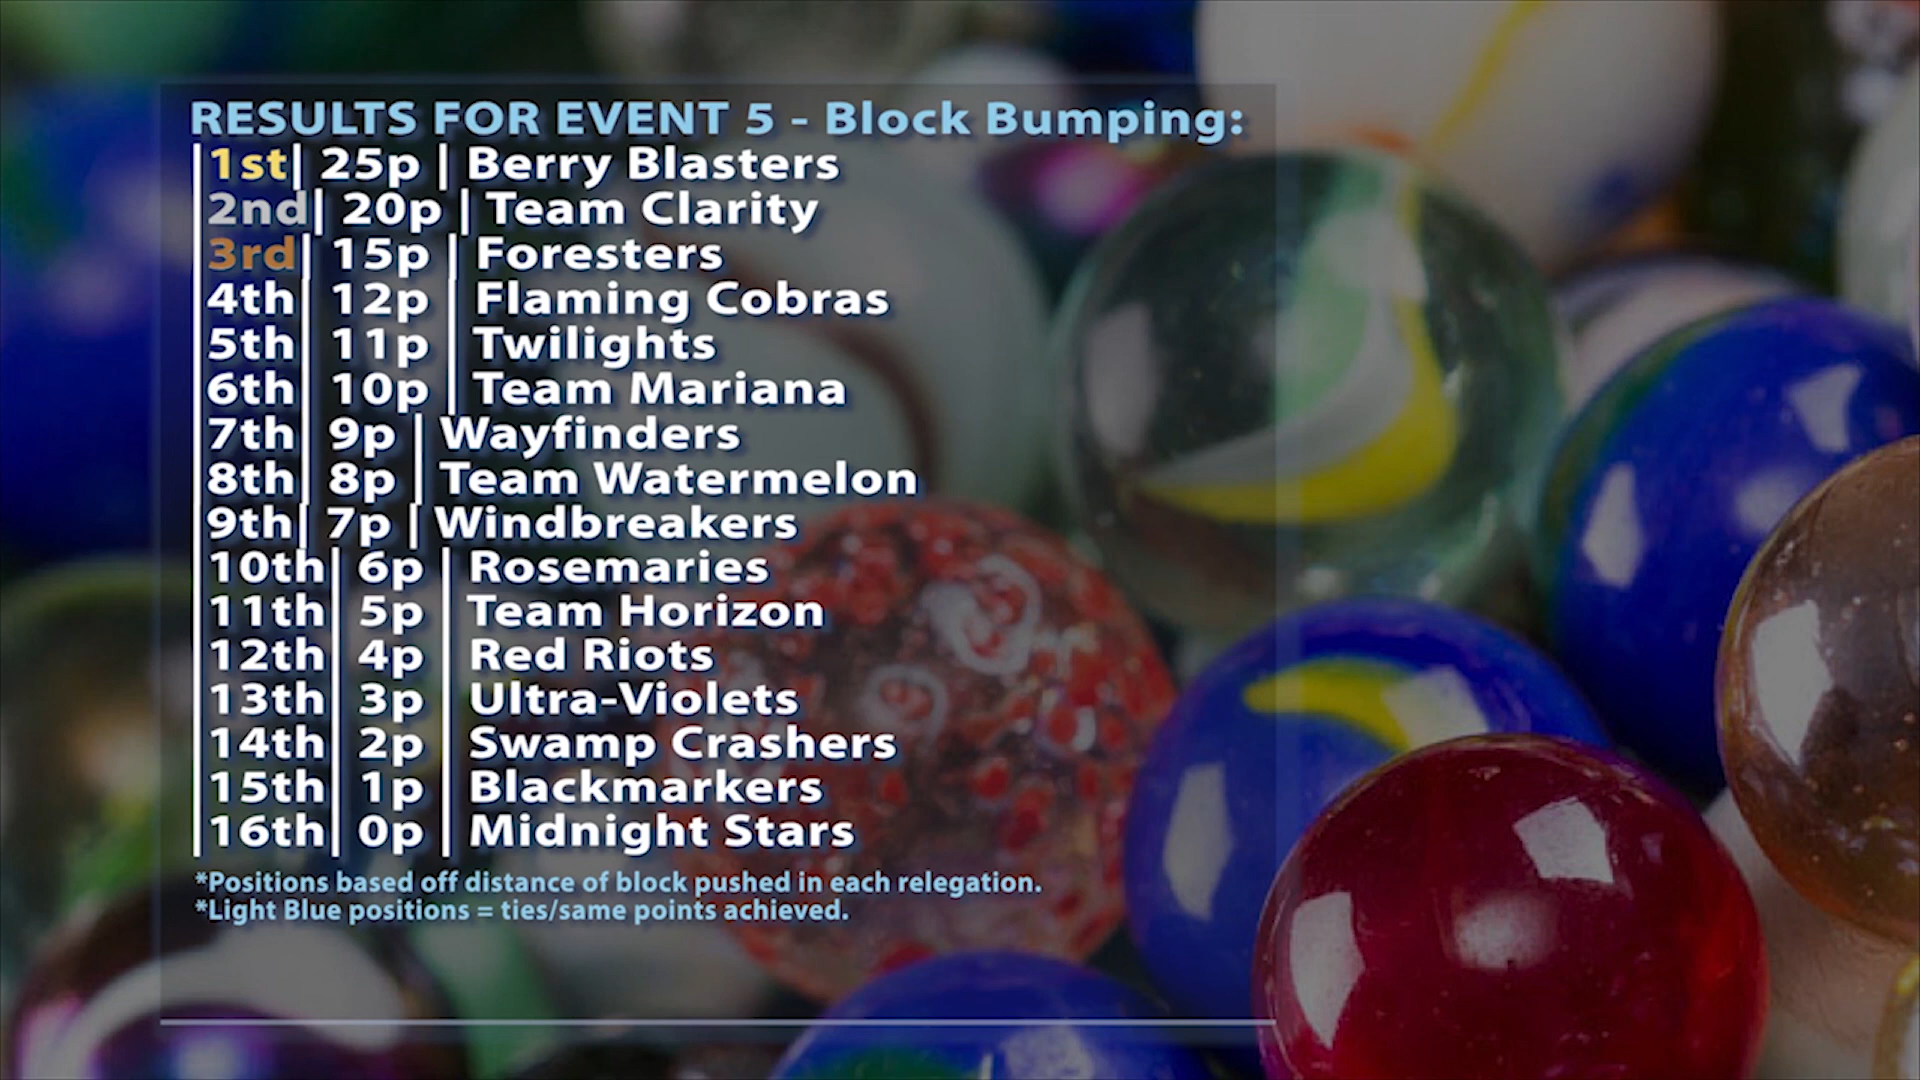 RESULTS FOR EVENT 5 - Block Bumping:
|1st| 25p | Berry Blasters
|2nd| 20p | Team Clarity
|3rd| 15p | Foresters
|4th| 12p | Flaming Cobras
|5th| 11p | Twilights
|6th| 10p | Team Mariana
|7th| 9p | Wayfinders
|8th| 8p | Team Watermelon
|9th| 7p | Windbreakers
|10th| 6p | Rosemaries
|11th| 5p | Team Horizon
|12th| 4p | Red Riots
|13th| 3p | Ultra-Violets
|14th| 2p | Swamp Crashers
|15th| 1p | Blackmarkers
|16th| 0p | Midnight Stars
*Positions based off distance of block pushed in each relegation.
*Light Blue positions = ties/same points achieved.